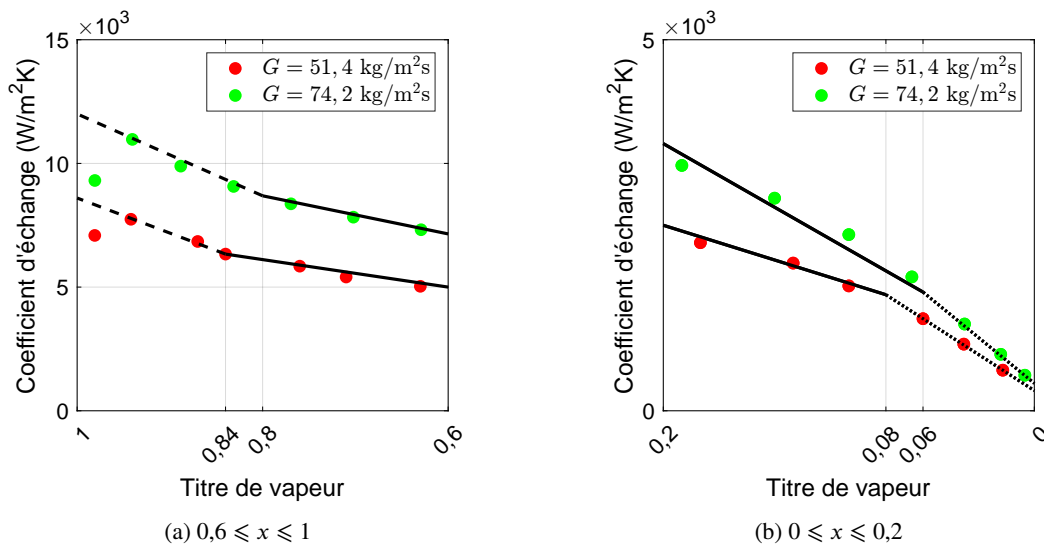 ×10³
15
10
5
0
Coefficient d'échange (W/m²K)
G = 51, 4 kg/m²s
G = 74, 2 kg/m²s
1
0,84
0,8
0,6
Titre de vapeur
(a) 0,6 ⩽ x ⩽ 1
×10³
5
0
Coefficient d'échange (W/m²K)
G = 51, 4 kg/m²s
G = 74, 2 kg/m²s
0,2
0,08
0,06
0
Titre de vapeur
(b) 0 ⩽ x ⩽ 0,2